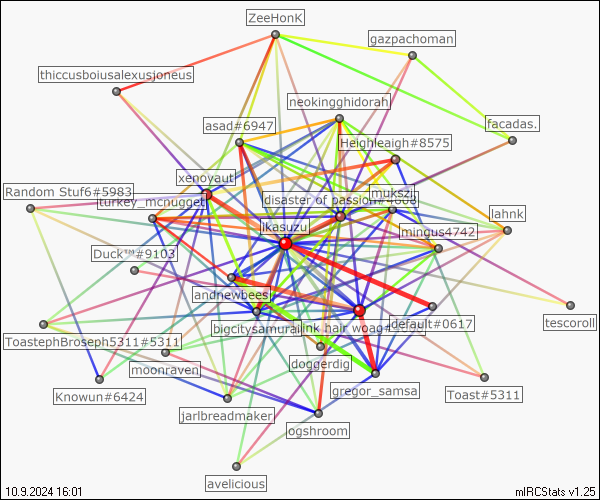 ZeeHonK
gazpachoman
thiccusboiusalexusjoneus
neokingghidorah
asad#6947
facadas.
Heighleaigh#8575
xenoyaut
Random Stuf6#5983
disaster of passion#4888
mukszi
turkey_mcnugget
lahnk
ikasuzu
mingus4742
Duck™#9103
andnewbees
bigcitysamurai
link hair woag#
default#0617
tescoroll
ToastephBroseph5311#5311
moonraven
doggerdig
Knowun#6424
gregor_samsa
Toast#5311
jarlbreadmaker
ogshroom
avelicious
10.9.2024 16:01
mIRCStats v1.25